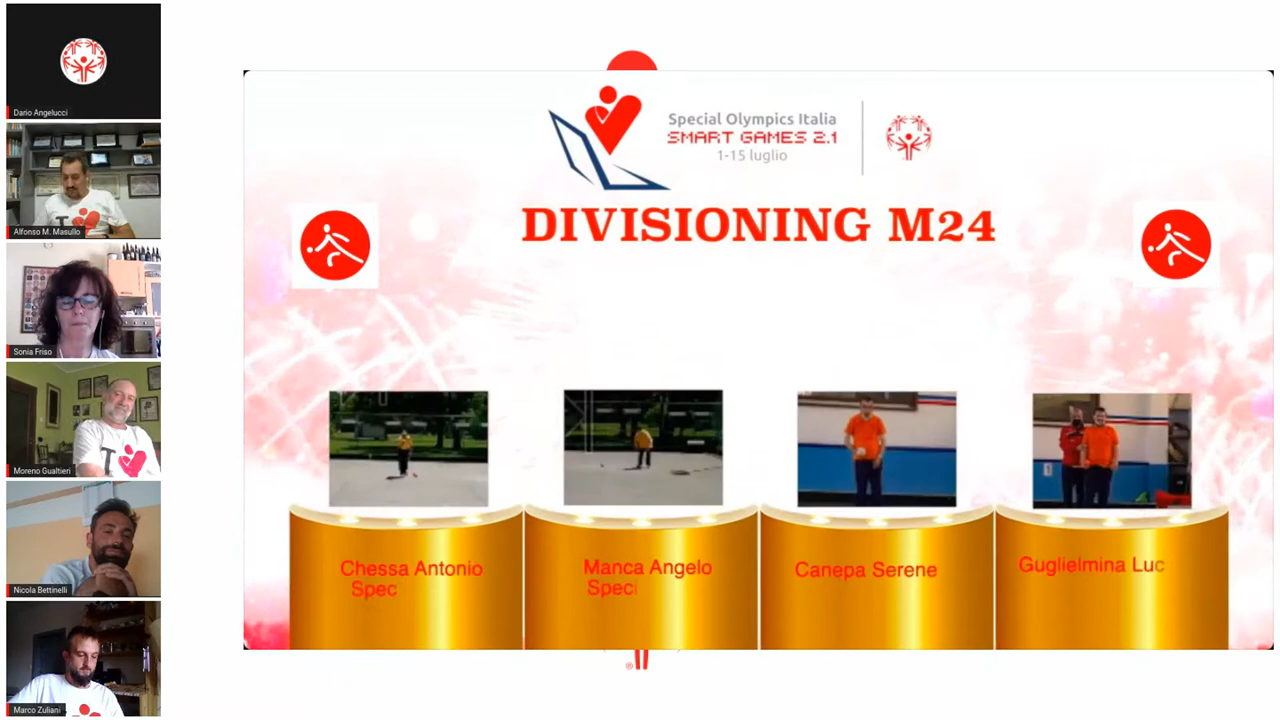 Dario Angelucci
Alfonso M. Masullo
Sonia Friso
Moreno Gualtieri
Nicola Bettinelli
Marco Zuliani
Special Olympics Italia
SMART GAMES 2.1
1-15 luglio
DIVISIONING M24
Chessa Antonio
Spec
Manca Angelo
Speci
Canepa Serene
Guglielmina Luc